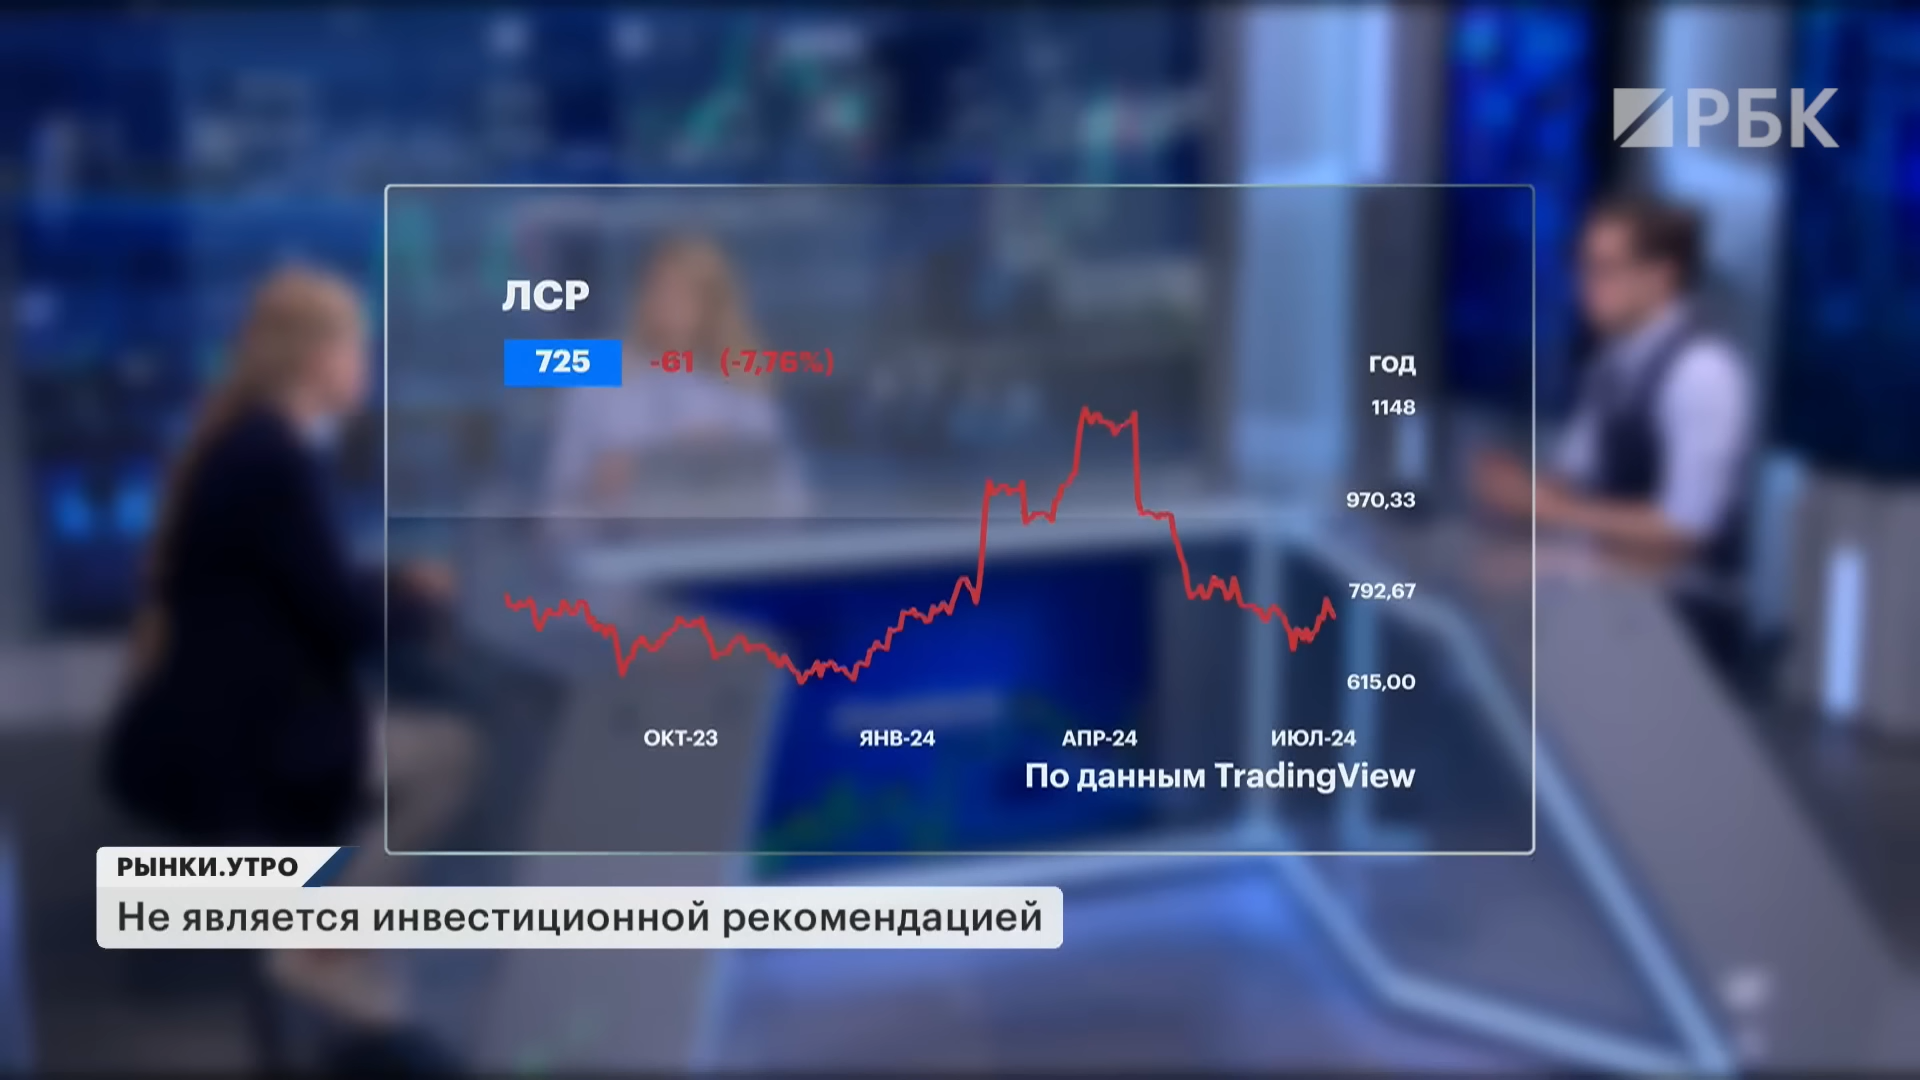 РБК
ЛСР
725 -61 (-7,76%)
ГОД
1148
970,33
792,67
615,00
ОКТ-23 ЯНВ-24 АПР-24 ИЮЛ-24
По данным TradingView
РЫНКИ.УТРО
Не является инвестиционной рекомендацией